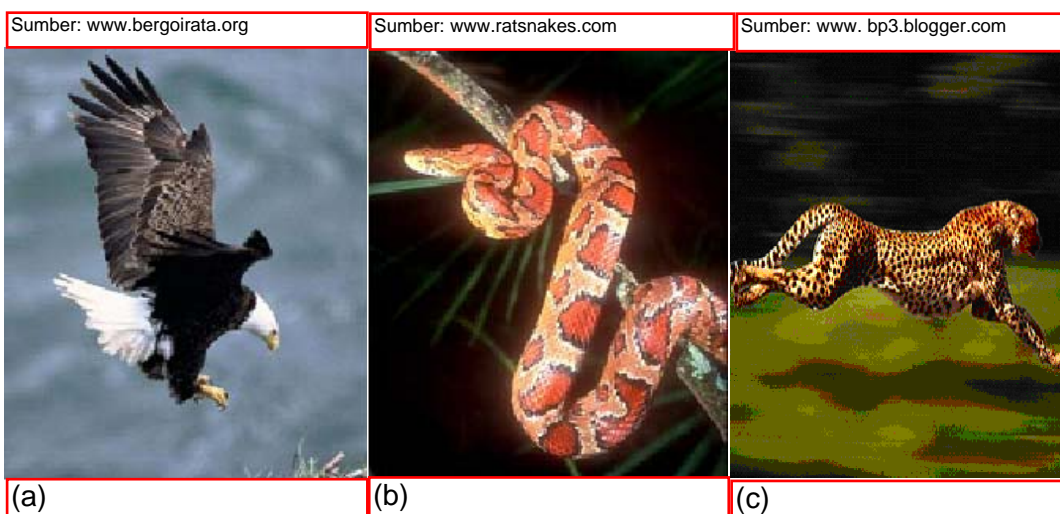 Sumber: www.bergoirata.org
Sumber: www.ratsnakes.com
Sumber: www. bp3.blogger.com
(a)
(b)
(c)